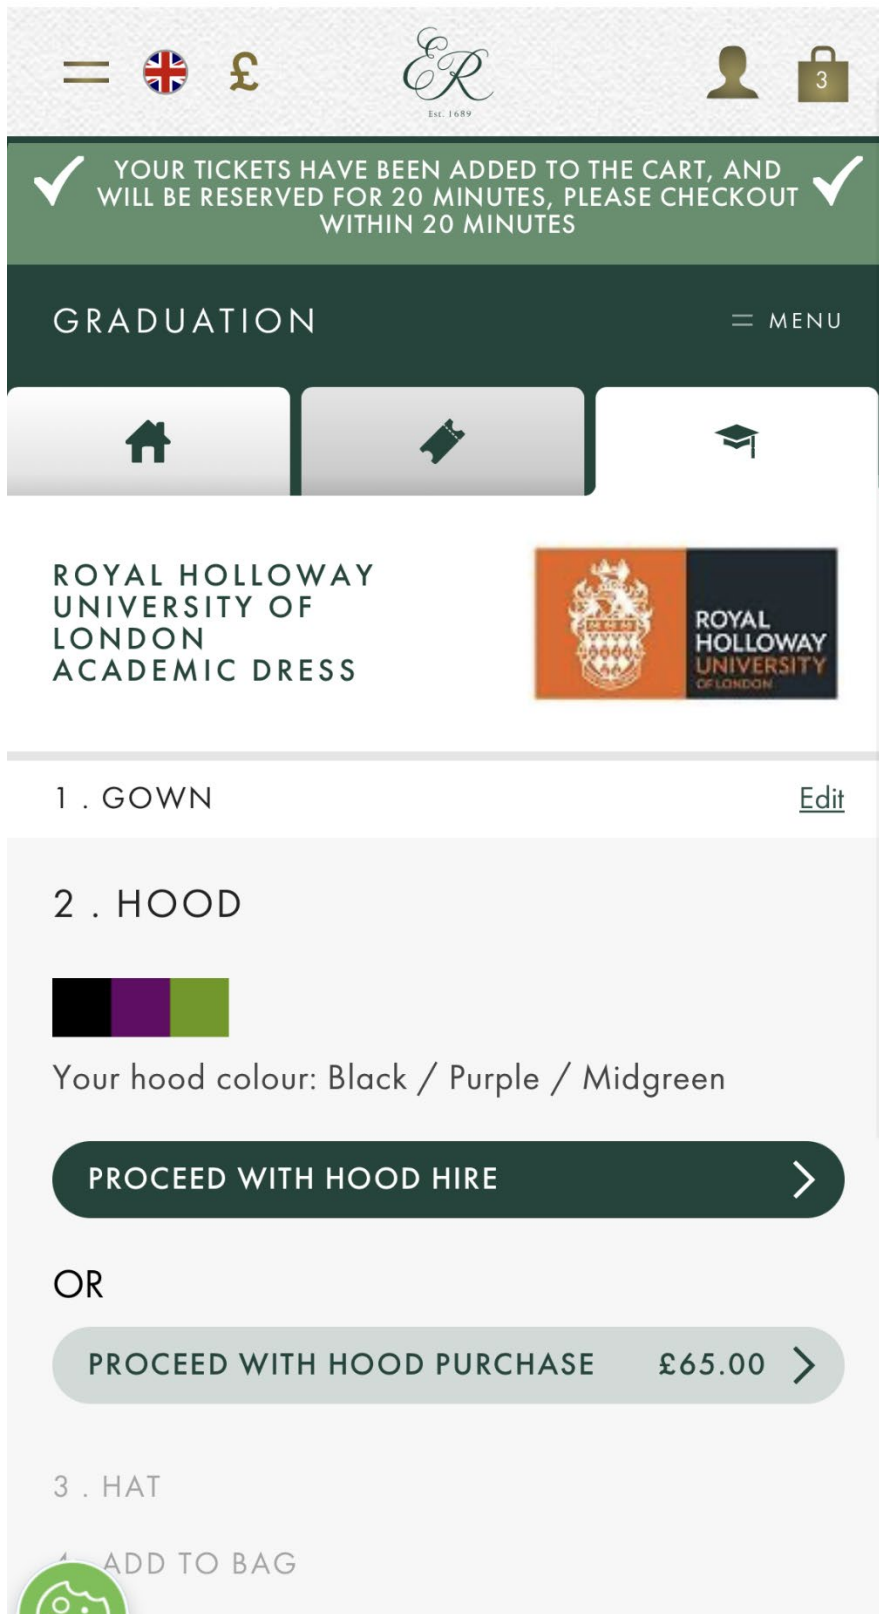 £
ER
Est. 1689
3
YOUR TICKETS HAVE BEEN ADDED TO THE CART, AND
WILL BE RESERVED FOR 20 MINUTES, PLEASE CHECKOUT
WITHIN 20 MINUTES
GRADUATION
MENU
ROYAL HOLLOWAY
UNIVERSITY OF
LONDON
ACADEMIC DRESS
ROYAL
HOLLOWAY
UNIVERSITY
OF LONDON
1 . GOWN
Edit
2 . HOOD
Your hood colour: Black / Purple / Midgreen
PROCEED WITH HOOD HIRE
OR
PROCEED WITH HOOD PURCHASE £65.00
3 . HAT
4 . ADD TO BAG